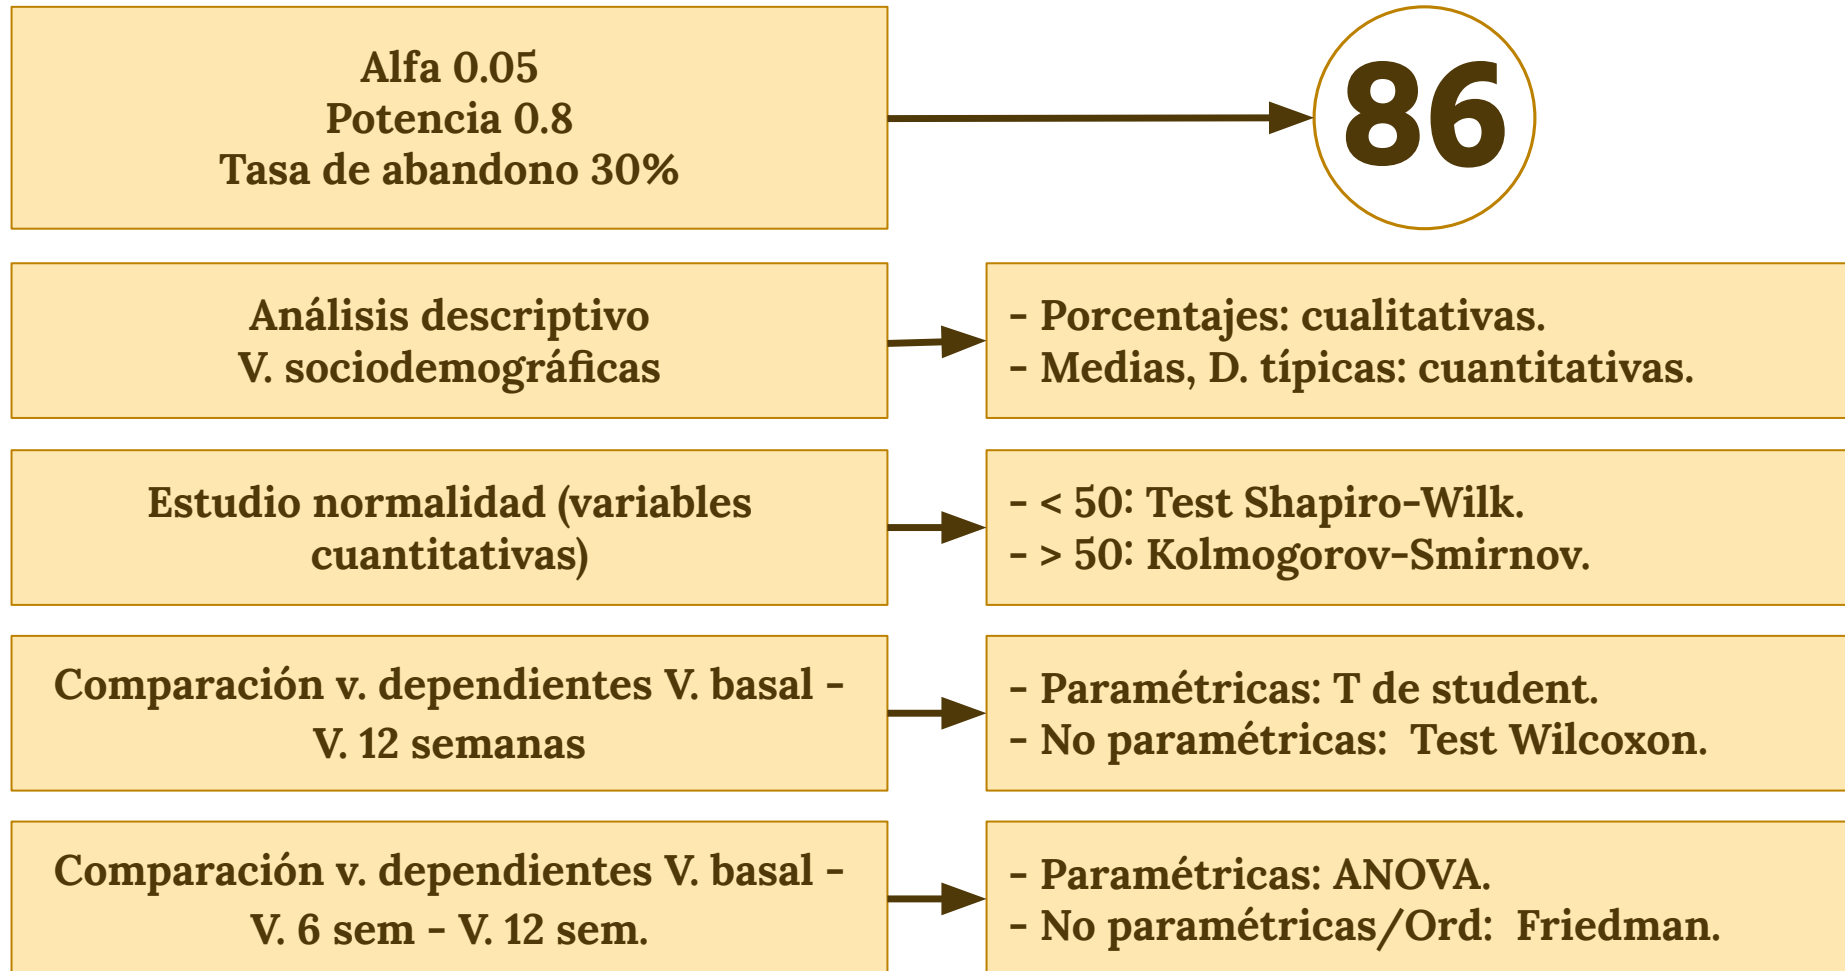 Alfa 0.05
Potencia 0.8
Tasa de abandono 30%
86
Análisis descriptivo
V. sociodemográficas
- Porcentajes: cualitativas.
- Medias, D. típicas: cuantitativas.
Estudio normalidad (variables
cuantitativas)
- < 50: Test Shapiro-Wilk.
- > 50: Kolmogorov-Smirnov.
Comparación v. dependientes V. basal -
V. 12 semanas
- Paramétricas: T de student.
- No paramétricas:  Test Wilcoxon.
Comparación v. dependientes V. basal -
V. 6 sem - V. 12 sem.
- Paramétricas: ANOVA.
- No paramétricas/Ord:  Friedman.